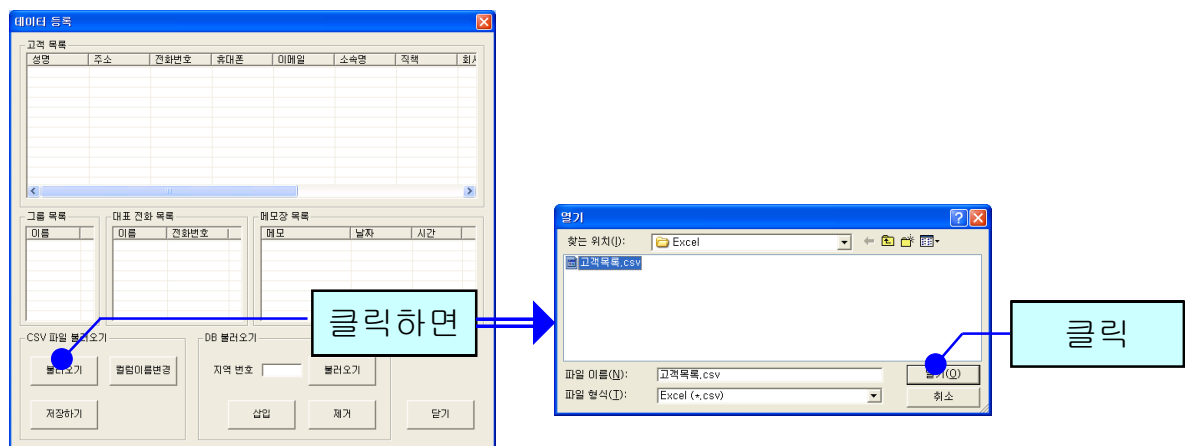 데이터 등록
고객 목록
성명 주소 전화번호 휴대폰 이메일 소속명 직책 회사
그룹 목록 대표 전화 목록 메모장 목록
이름 이름 전화번호 메모 날짜 시간
CSV 파일 불러오기 DB 불러오기
불러오기 컬럼이름변경 지역 번호 불러오기
저장하기 삽입 제거 닫기
클릭하면
열기
찾는 위치(I): Excel
고객목록.csv
파일 이름(N): 고객목록.csv 열기(O)
파일 형식(T): Excel (*.csv) 취소
클릭